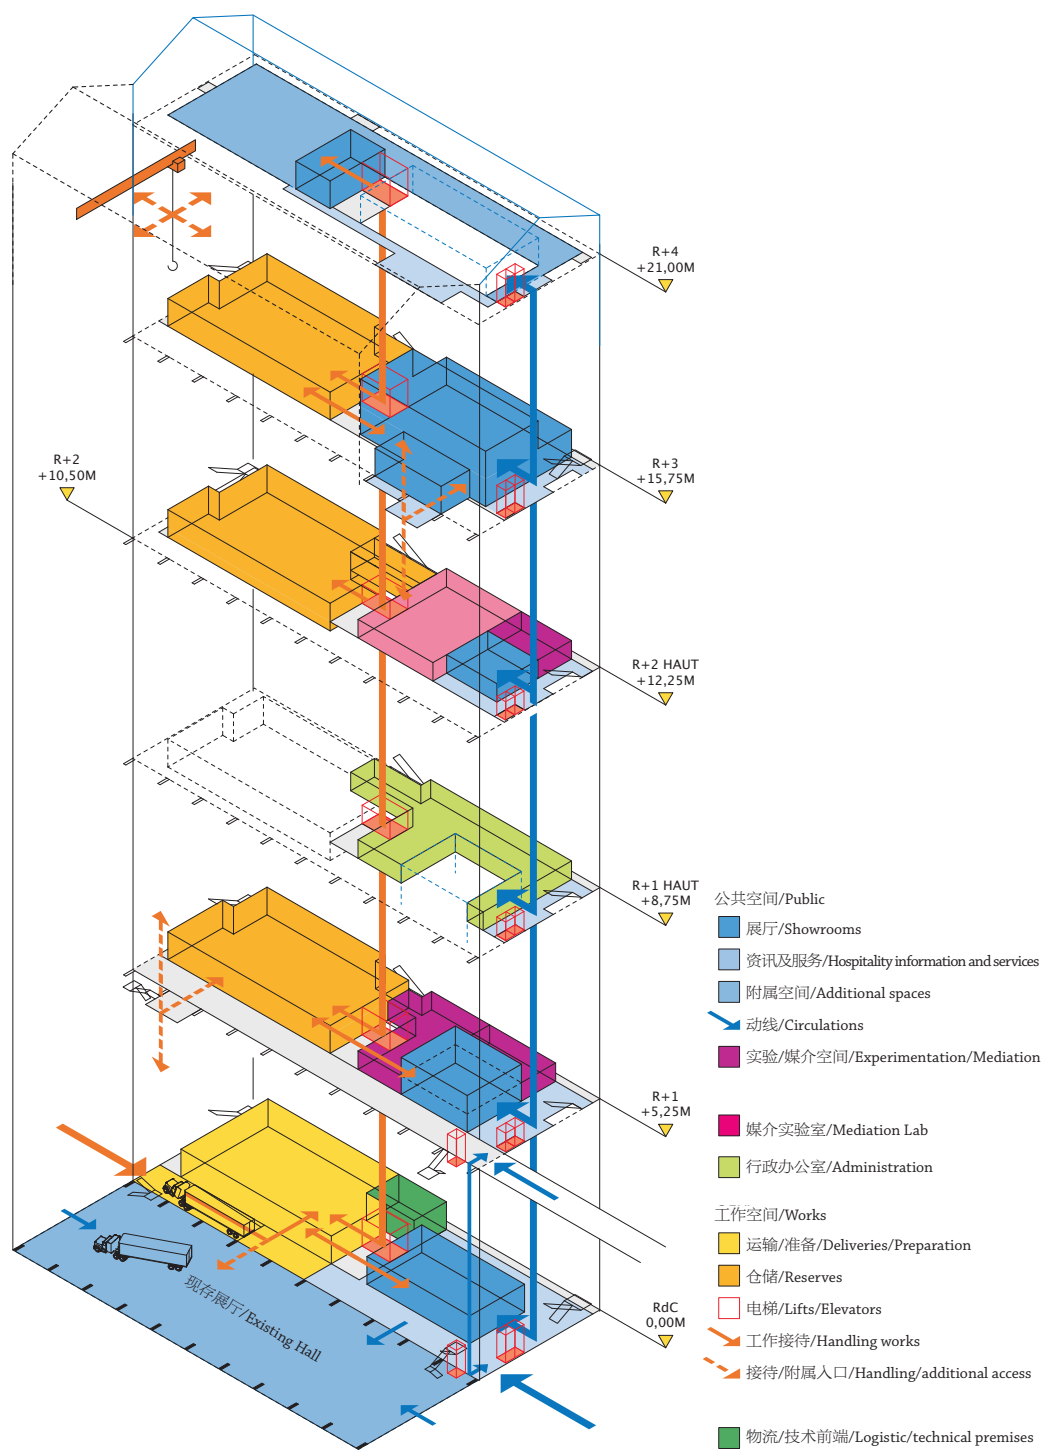 R+4
+21,00M
R+3
+15,75M
R+2
+10,50M
R+2 HAUT
+12,25M
R+1 HAUT
+8,75M
R+1
+5,25M
RdC
0,00M
现存展厅/Existing Hall
公共空间/Public
展厅/Showrooms
资讯及服务/Hospitality information and services
附属空间/Additional spaces
动线/Circulations
实验/媒介空间/Experimentation/Mediation
媒介实验室/Mediation Lab
行政办公室/Administration
工作空间/Works
运输/准备/Deliveries/Preparation
仓储/Reserves
电梯/Lifts/Elevators
工作接待/Handling works
接待/附属入口/Handling/additional access
物流/技术前端/Logistic/technical premises